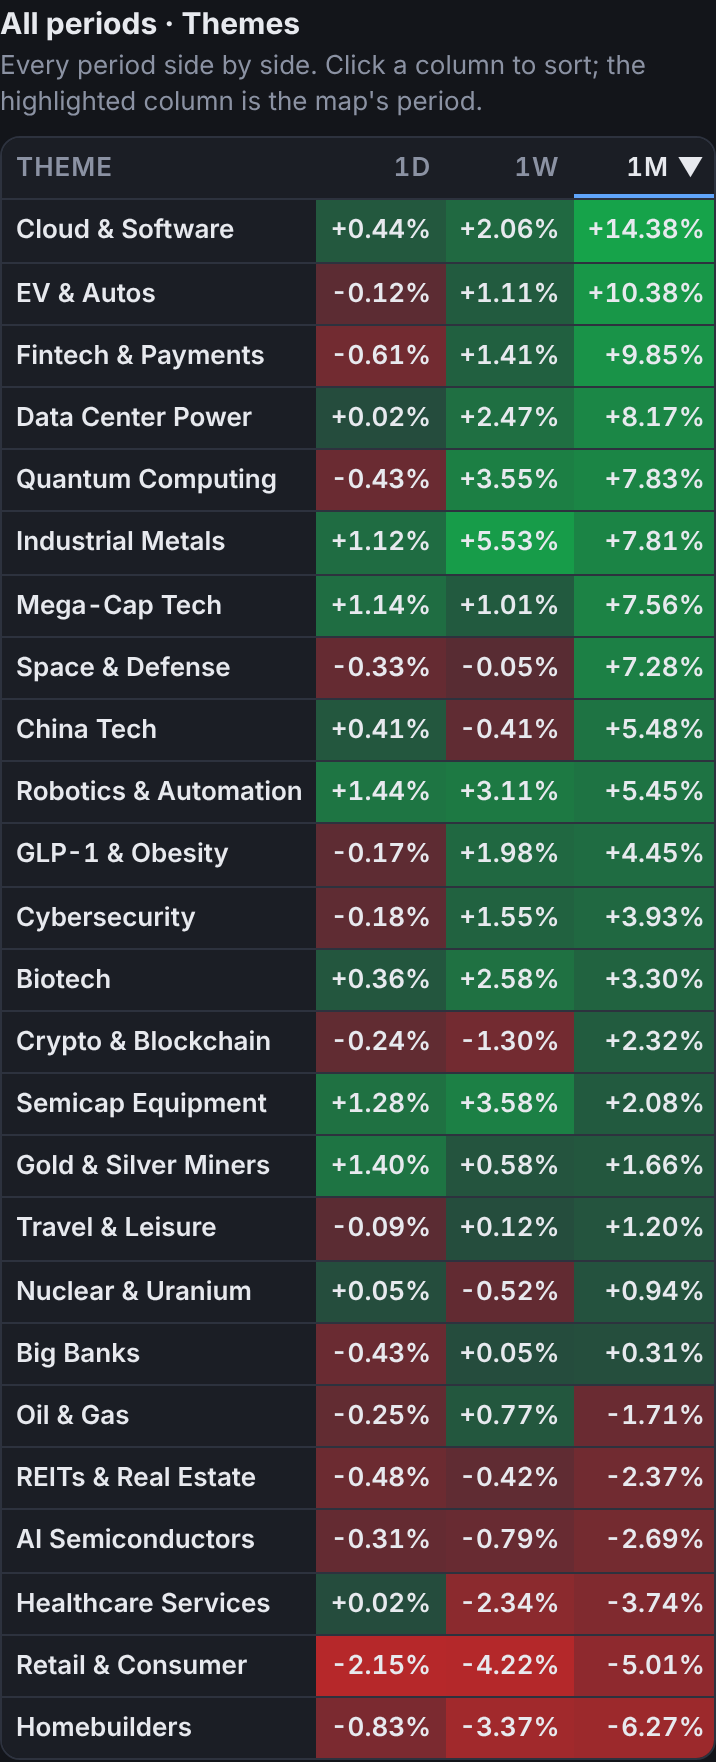 All periods · Themes
Every period side by side. Click a column to sort; the
highlighted column is the map's period.
THEME 1D 1W 1M ▼
Cloud & Software +0.44% +2.06% +14.38%
EV & Autos -0.12% +1.11% +10.38%
Fintech & Payments -0.61% +1.41% +9.85%
Data Center Power +0.02% +2.47% +8.17%
Quantum Computing -0.43% +3.55% +7.83%
Industrial Metals +1.12% +5.53% +7.81%
Mega-Cap Tech +1.14% +1.01% +7.56%
Space & Defense -0.33% -0.05% +7.28%
China Tech +0.41% -0.41% +5.48%
Robotics & Automation +1.44% +3.11% +5.45%
GLP-1 & Obesity -0.17% +1.98% +4.45%
Cybersecurity -0.18% +1.55% +3.93%
Biotech +0.36% +2.58% +3.30%
Crypto & Blockchain -0.24% -1.30% +2.32%
Semicap Equipment +1.28% +3.58% +2.08%
Gold & Silver Miners +1.40% +0.58% +1.66%
Travel & Leisure -0.09% +0.12% +1.20%
Nuclear & Uranium +0.05% -0.52% +0.94%
Big Banks -0.43% +0.05% +0.31%
Oil & Gas -0.25% +0.77% -1.71%
REITs & Real Estate -0.48% -0.42% -2.37%
AI Semiconductors -0.31% -0.79% -2.69%
Healthcare Services +0.02% -2.34% -3.74%
Retail & Consumer -2.15% -4.22% -5.01%
Homebuilders -0.83% -3.37% -6.27%